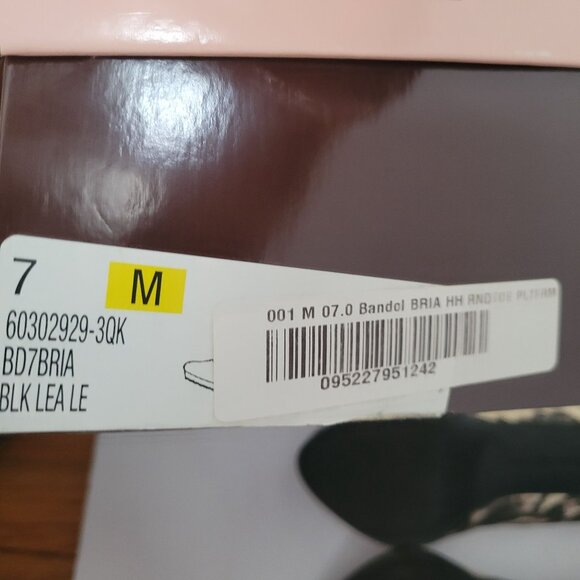 7 M
60302929-3QK
BD7BRIA
BLK LEA LE
001 M 07.0 Bandol BRIA HH RNDTOE PLTFRM
095227951242